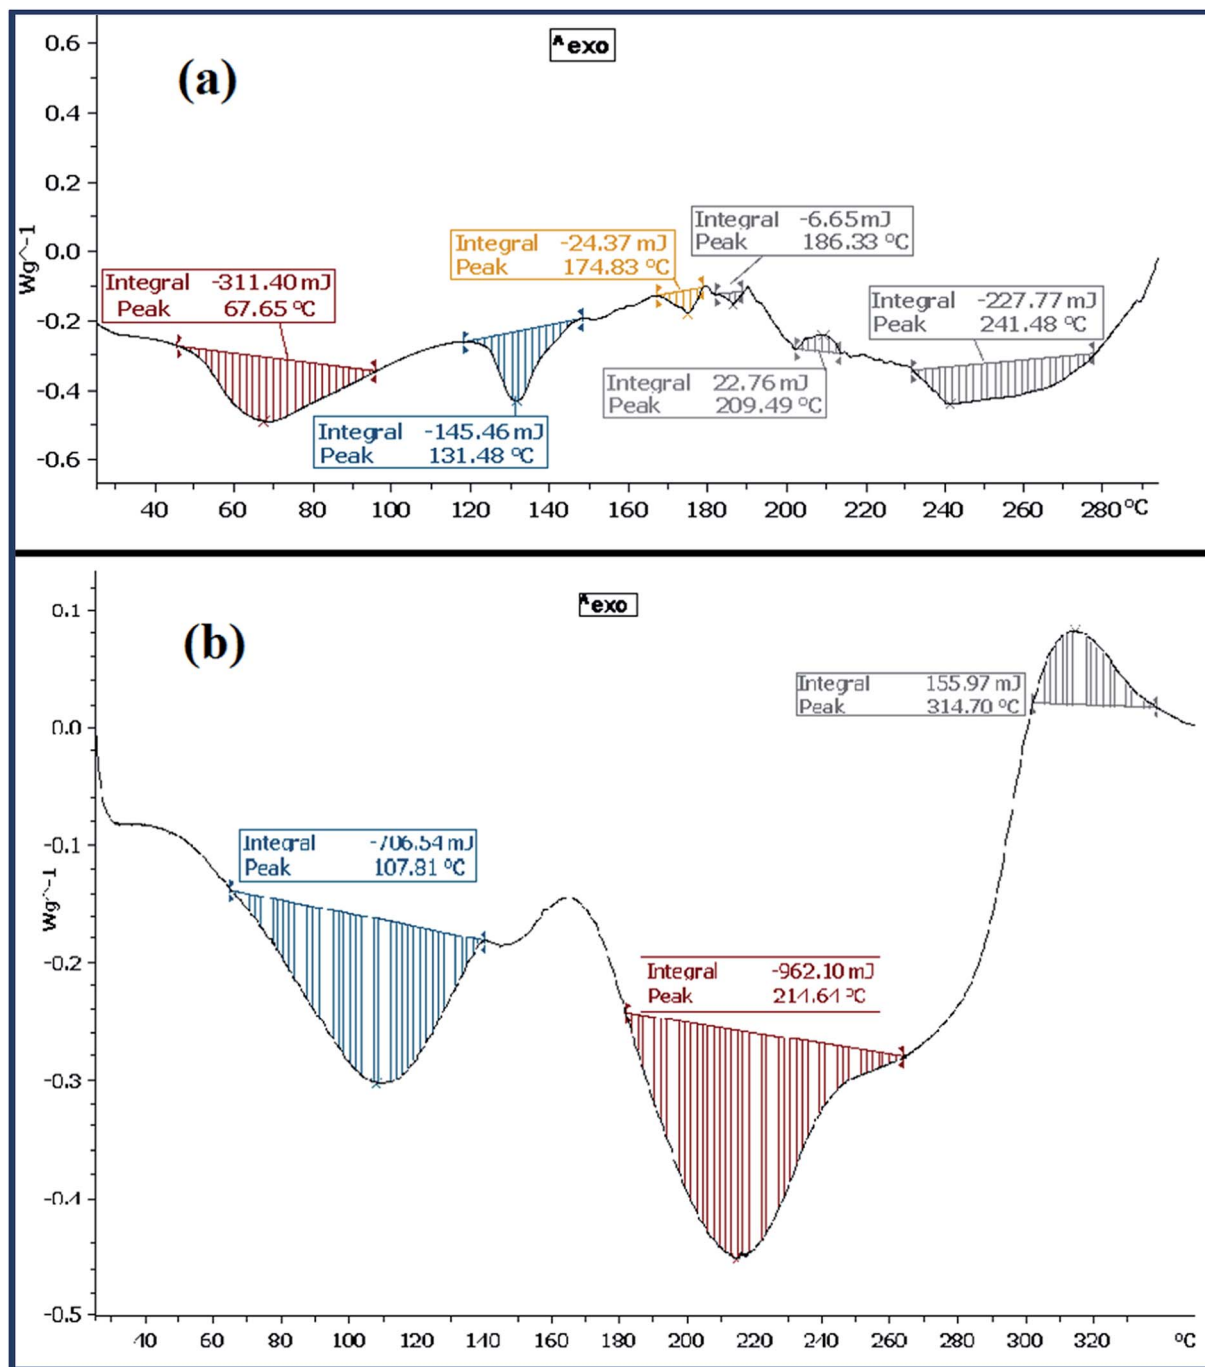 (a)
^exo
Wg^-1
0.6
0.4
0.2
0.0
-0.2
-0.4
-0.6
Integral -311.40 mJ
Peak 67.65 °C
Integral -145.46 mJ
Peak 131.48 °C
Integral -24.37 mJ
Peak 174.83 °C
Integral -6.65 mJ
Peak 186.33 °C
Integral 22.76 mJ
Peak 209.49 °C
Integral -227.77 mJ
Peak 241.48 °C
40 60 80 100 120 140 160 180 200 220 240 260 280 °C
(b)
^exo
Wg^-1
0.1
0.0
-0.1
-0.2
-0.3
-0.4
-0.5
Integral -706.54 mJ
Peak 107.81 °C
Integral -962.10 mJ
Peak 214.64 °C
Integral 155.97 mJ
Peak 314.70 °C
40 60 80 100 120 140 160 180 200 220 240 260 280 300 320 °C